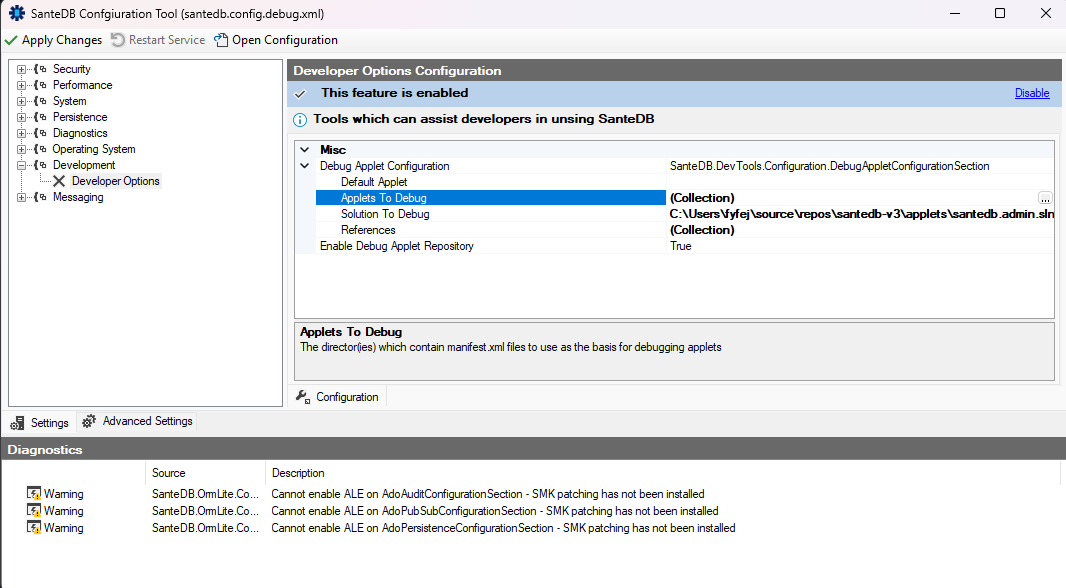 SanteDB Confgiuration Tool (santedb.config.debug.xml)
Apply Changes Restart Service Open Configuration
Security
Performance
System
Persistence
Diagnostics
Operating System
Development
Developer Options
Messaging
Developer Options Configuration
This feature is enabled Disable
Tools which can assist developers in unsing SanteDB
Misc
Debug Applet Configuration SanteDB.DevTools.Configuration.DebugAppletConfigurationSection
Default Applet
Applets To Debug (Collection) ...
Solution To Debug C:\Users\fyfej\source\repos\santedb-v3\applets\santedb.admin.sln
References (Collection)
Enable Debug Applet Repository True
Applets To Debug
The director(ies) which contain manifest.xml files to use as the basis for debugging applets
Configuration
Settings Advanced Settings
Diagnostics
Source Description
Warning SanteDB.OrmLite.Co... Cannot enable ALE on AdoAuditConfigurationSection - SMK patching has not been installed
Warning SanteDB.OrmLite.Co... Cannot enable ALE on AdoPubSubConfigurationSection - SMK patching has not been installed
Warning SanteDB.OrmLite.Co... Cannot enable ALE on AdoPersistenceConfigurationSection - SMK patching has not been installed